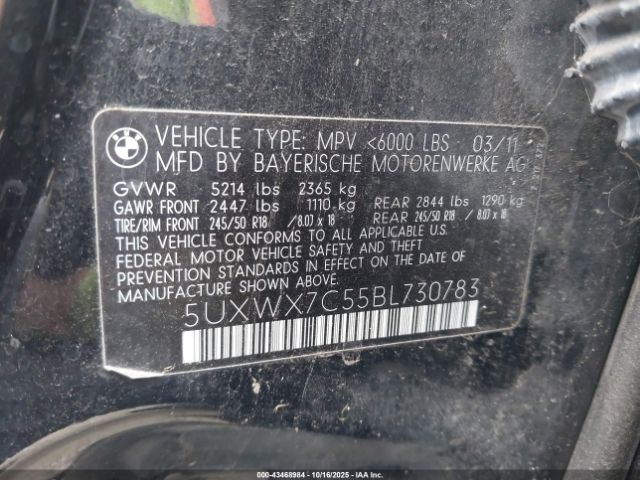 BMW
VEHICLE TYPE: MPV <6000 LBS 03/11
MFD BY BAYERISCHE MOTORENWERKE AG
GVWR 5214 lbs 2365 kg
GAWR FRONT 2447 lbs 1110 kg REAR 2844 lbs 1290 kg
TIRE/RIM FRONT 245/50 R18 / 8.0J x 18 REAR 245/50 R18 / 8.0J x 18
THIS VEHICLE CONFORMS TO ALL APPLICABLE U.S.
FEDERAL MOTOR VEHICLE SAFETY AND THEFT
PREVENTION STANDARDS IN EFFECT ON THE DATE OF
MANUFACTURE SHOWN ABOVE.
5UXWX7C55BL730783
00-43468984 | 10/16/2025 | IAA Inc.